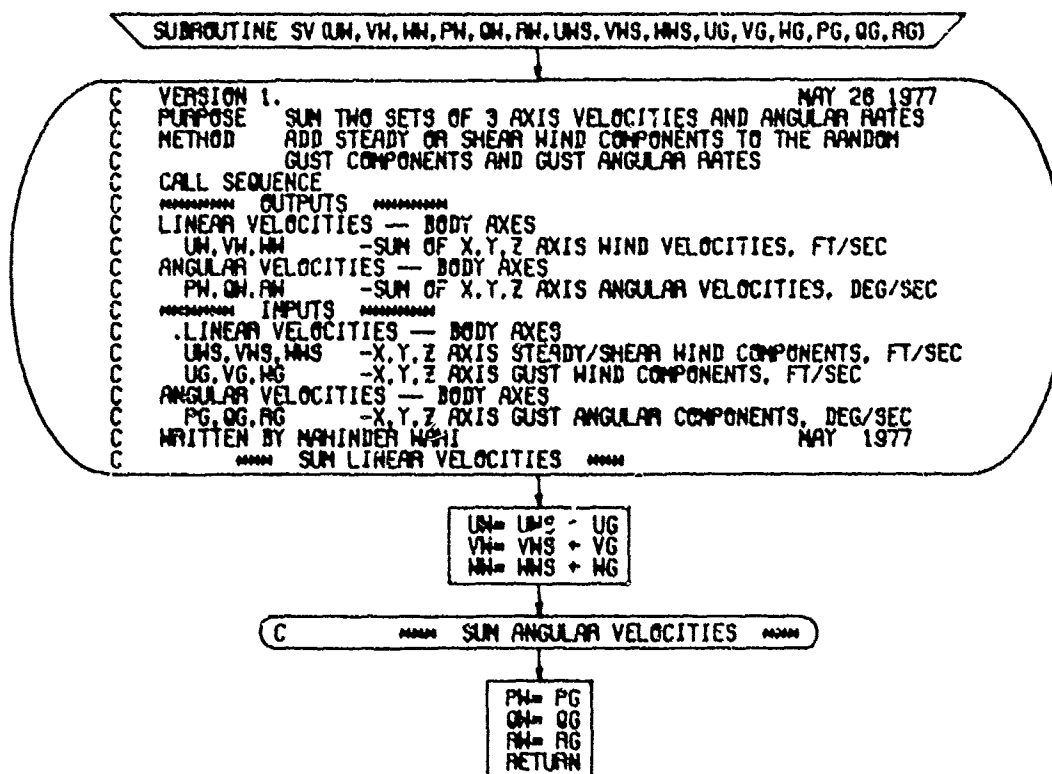 SUBROUTINE SV (UW, VW, WW, PW, QW, RW, UWS, VWS, WWS, UG, VG, WG, PG, QG, RG)
C VERSION 1. MAY 26 1977
C PURPOSE SUM TWO SETS OF 3 AXIS VELOCITIES AND ANGULAR RATES
C METHOD ADD STEADY OR SHEAR WIND COMPONENTS TO THE RANDOM
C GUST COMPONENTS AND GUST ANGULAR RATES
C CALL SEQUENCE
C ******* OUTPUTS *******
C LINEAR VELOCITIES -- BODY AXES
C UW,VW,WW -SUM OF X,Y,Z AXIS WIND VELOCITIES, FT/SEC
C ANGULAR VELOCITIES -- BODY AXES
C PW,QW,RW -SUM OF X,Y,Z AXIS ANGULAR VELOCITIES, DEG/SEC
C ******* INPUTS *******
C .LINEAR VELOCITIES -- BODY AXES
C UWS,VWS,WWS -X,Y,Z AXIS STEADY/SHEAR WIND COMPONENTS, FT/SEC
C UG,VG,WG -X,Y,Z AXIS GUST WIND COMPONENTS, FT/SEC
C ANGULAR VELOCITIES -- BODY AXES
C PG,QG,RG -X,Y,Z AXIS GUST ANGULAR COMPONENTS, DEG/SEC
C WRITTEN BY MAHINDER WAHI MAY 1977
C **** SUM LINEAR VELOCITIES ****
UW= UWS - UG
VW= VWS + VG
WW= WWS + WG
C **** SUM ANGULAR VELOCITIES ****
PW= PG
QW= QG
RW= RG
RETURN